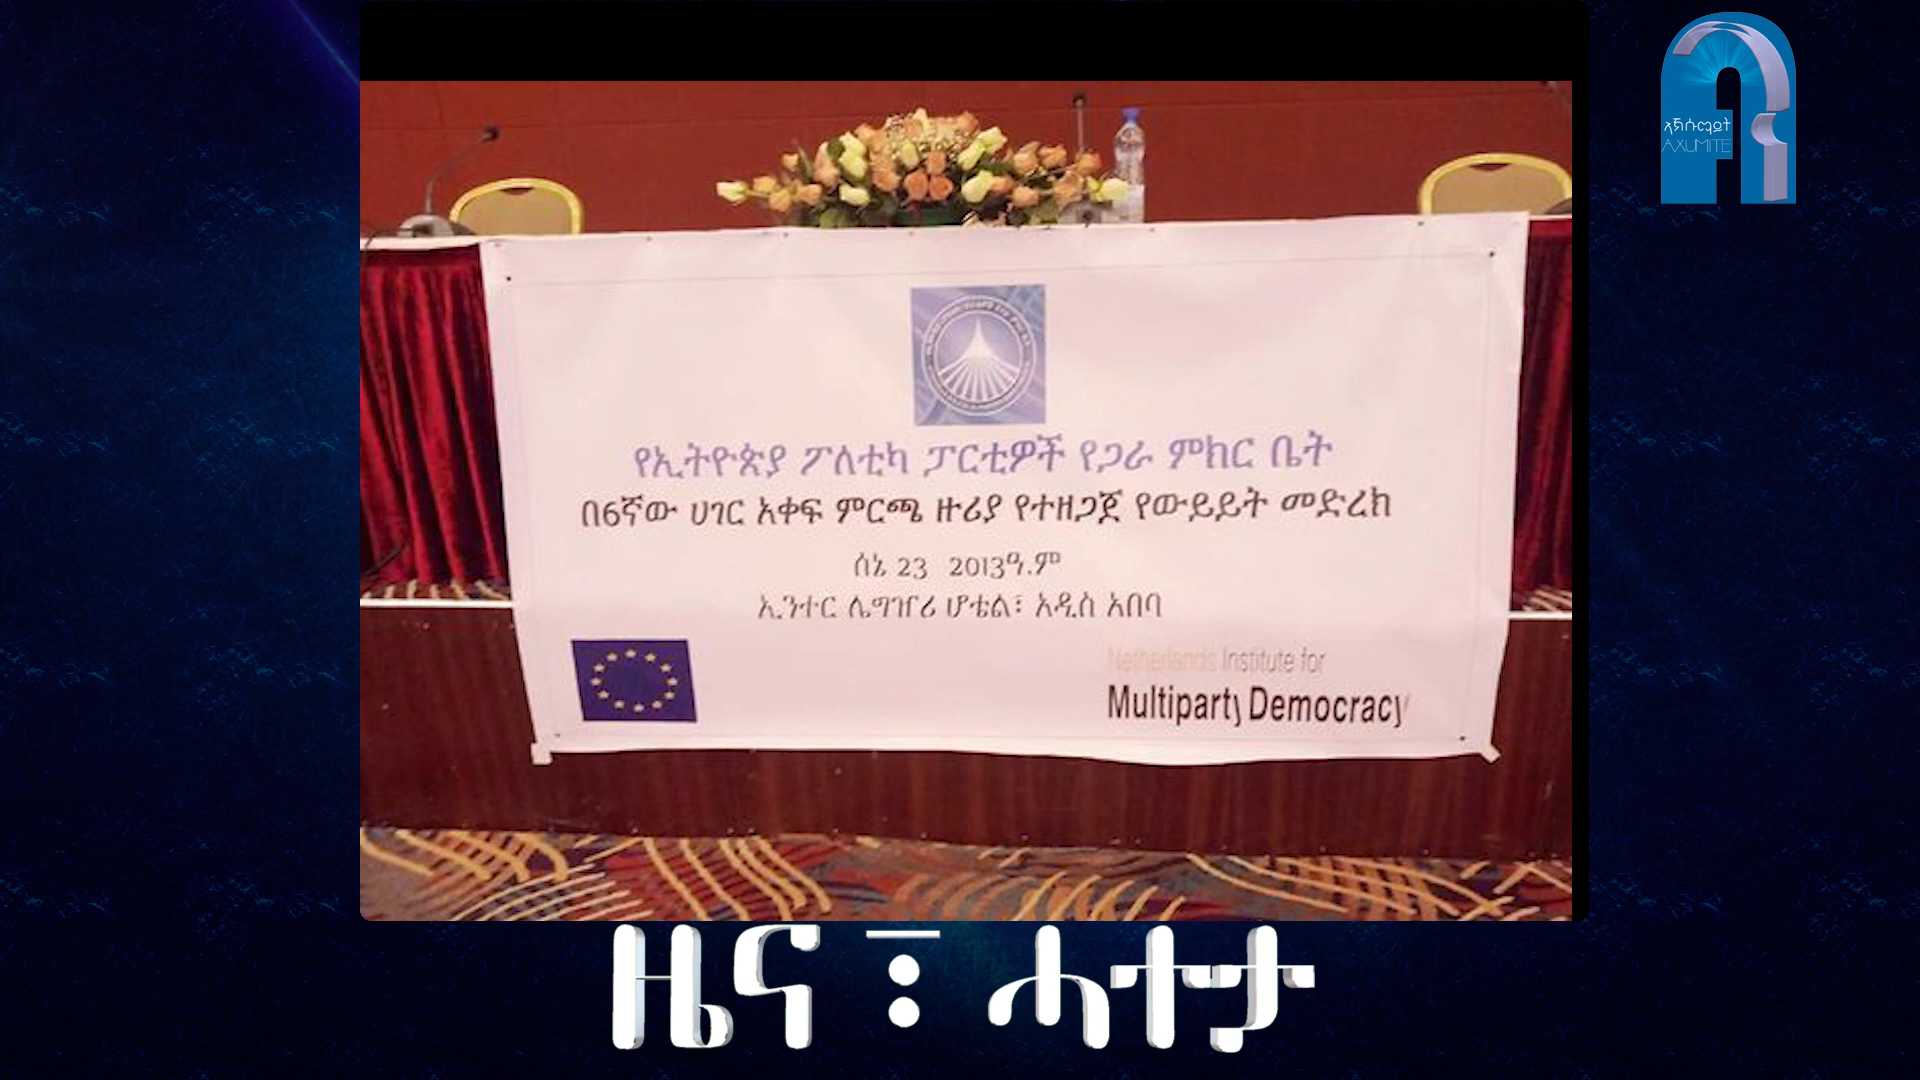 አኽሱማይት
AXUMITE
የኢትዮጵያ ፖለቲካ ፓርቲዎች የጋራ ምክር ቤት
በ6ኛው ሀገር አቀፍ ምርጫ ዙሪያ የተዘጋጀ የውይይት መድረክ
ሰኔ 23 2013ዓ.ም
ኢንተር ሌግዠሪ ሆቴል፣ አዲስ አበባ
Netherlands Institute for
Multiparty Democracy
ዜና ፤ ሓተታ